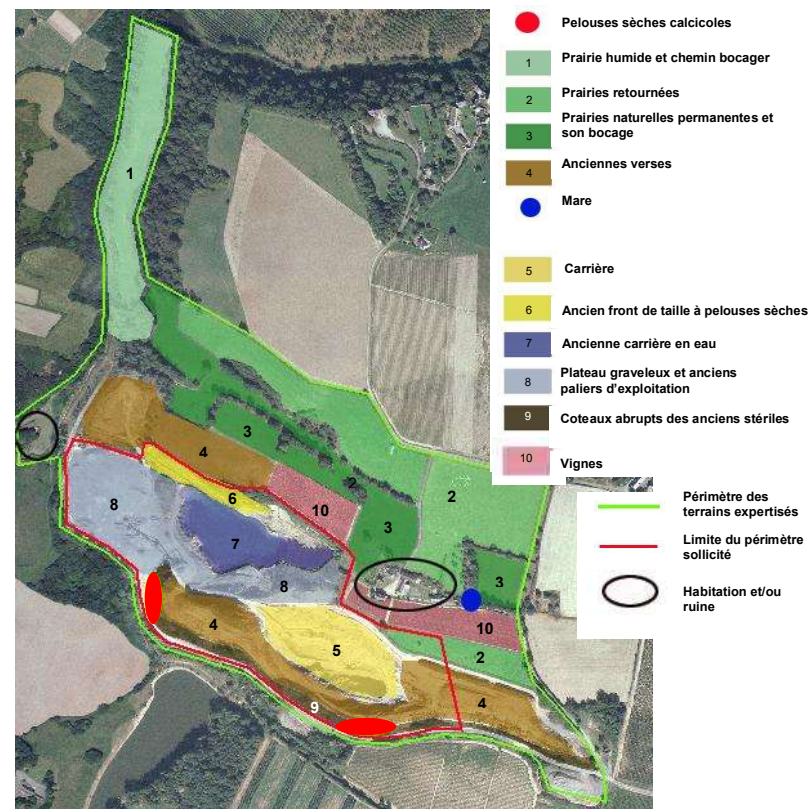 Pelouses sèches calcicoles
1 Prairie humide et chemin bocager
2 Prairies retournées
3 Prairies naturelles permanentes et
son bocage
4 Anciennes verses
Mare
5 Carrière
6 Ancien front de taille à pelouses sèches
7 Ancienne carrière en eau
8 Plateau graveleux et anciens
paliers d'exploitation
9 Coteaux abrupts des anciens stériles
10 Vignes
Périmètre des
terrains expertisés
Limite du périmètre
sollicité
Habitation et/ou
ruine
1
3
4
2
2
6
10
8
3
7
8
3
4
10
5
2
4
9